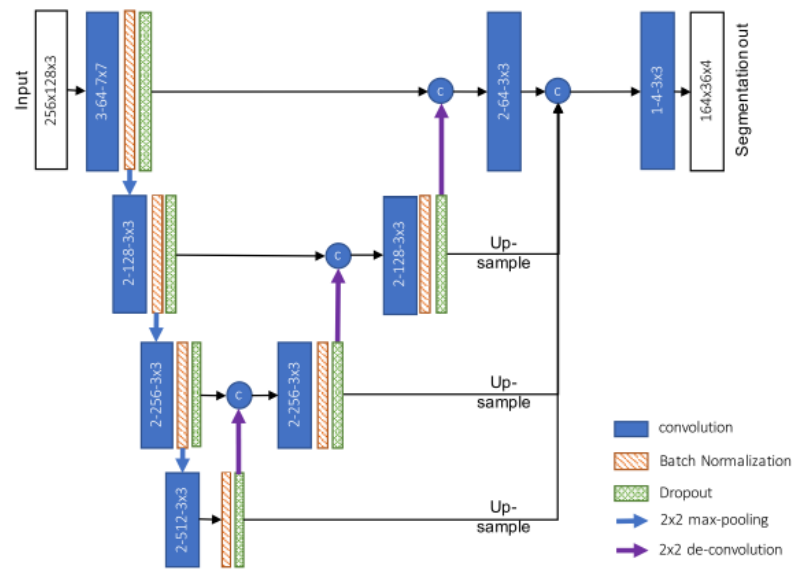 Input
256x128x3
3-64-7x7
C
2-64-3x3
C
1-4-3x3
164x36x4
Segmentation out
2-128-3x3
C
2-128-3x3
Up-
sample
2-256-3x3
C
2-256-3x3
Up-
sample
2-512-3x3
Up-
sample
convolution
Batch Normalization
Dropout
2x2 max-pooling
2x2 de-convolution